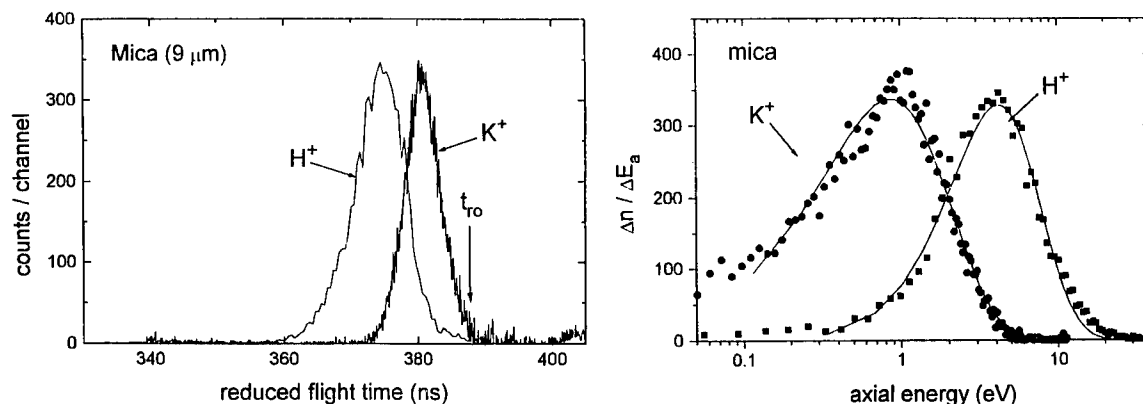 400
300
200
100
0
counts / channel
Mica (9 μm)
H⁺
K⁺
t_ro
340
360
380
400
reduced flight time (ns)
400
300
200
100
0
Δn / ΔE_a
mica
K⁺
H⁺
0.1
1
10
axial energy (eV)